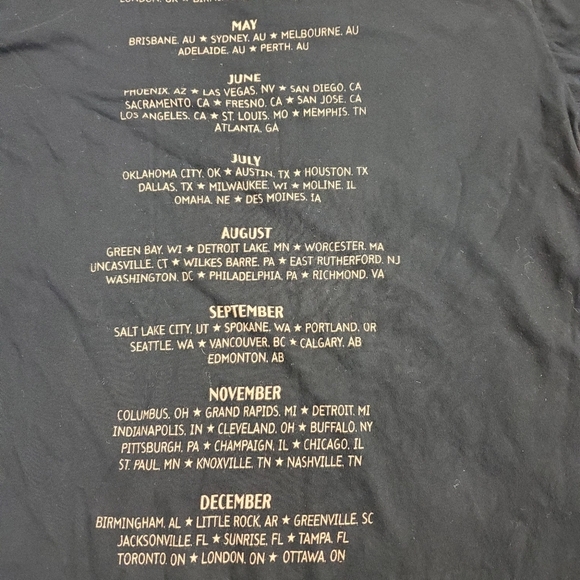 LONDON, UK ★ BIRMI
MAY
BRISBANE, AU ★ SYDNEY, AU ★ MELBOURNE, AU
ADELAIDE, AU ★ PERTH, AU
JUNE
PHOENIX, AZ ★ LAS VEGAS, NV ★ SAN DIEGO, CA
SACRAMENTO, CA ★ FRESNO, CA ★ SAN JOSE, CA
LOS ANGELES, CA ★ ST. LOUIS, MO ★ MEMPHIS, TN
ATLANTA, GA
JULY
OKLAHOMA CITY, OK ★ AUSTIN, TX ★ HOUSTON, TX
DALLAS, TX ★ MILWAUKEE, WI ★ MOLINE, IL
OMAHA, NE ★ DES MOINES, IA
AUGUST
GREEN BAY, WI ★ DETROIT LAKE, MN ★ WORCESTER, MA
UNCASVILLE, CT ★ WILKES BARRE, PA ★ EAST RUTHERFORD, NJ
WASHINGTON, DC ★ PHILADELPHIA, PA ★ RICHMOND, VA
SEPTEMBER
SALT LAKE CITY, UT ★ SPOKANE, WA ★ PORTLAND, OR
SEATTLE, WA ★ VANCOUVER, BC ★ CALGARY, AB
EDMONTON, AB
NOVEMBER
COLUMBUS, OH ★ GRAND RAPIDS, MI ★ DETROIT, MI
INDIANAPOLIS, IN ★ CLEVELAND, OH ★ BUFFALO, NY
PITTSBURGH, PA ★ CHAMPAIGN, IL ★ CHICAGO, IL
ST. PAUL, MN ★ KNOXVILLE, TN ★ NASHVILLE, TN
DECEMBER
BIRMINGHAM, AL ★ LITTLE ROCK, AR ★ GREENVILLE, SC
JACKSONVILLE, FL ★ SUNRISE, FL ★ TAMPA, FL
TORONTO, ON ★ LONDON, ON ★ OTTAWA, ON